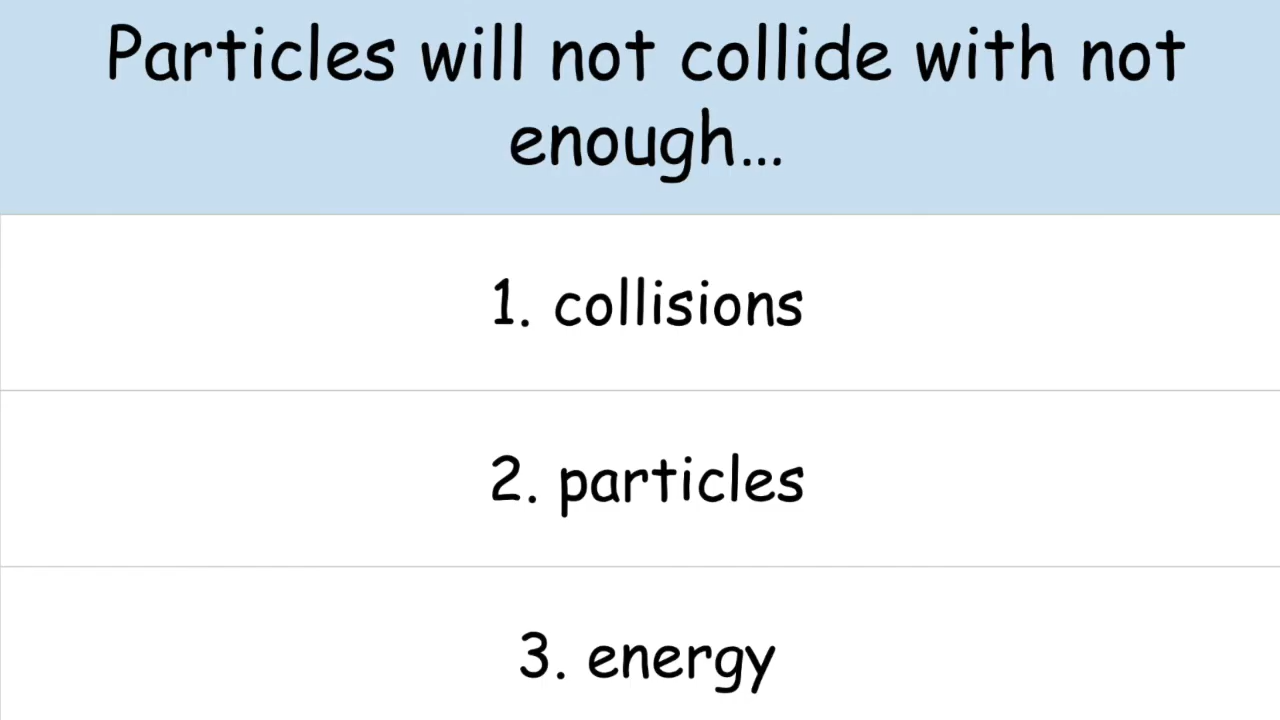 Particles will not collide with not
enough...
1. collisions
2. particles
3. energy